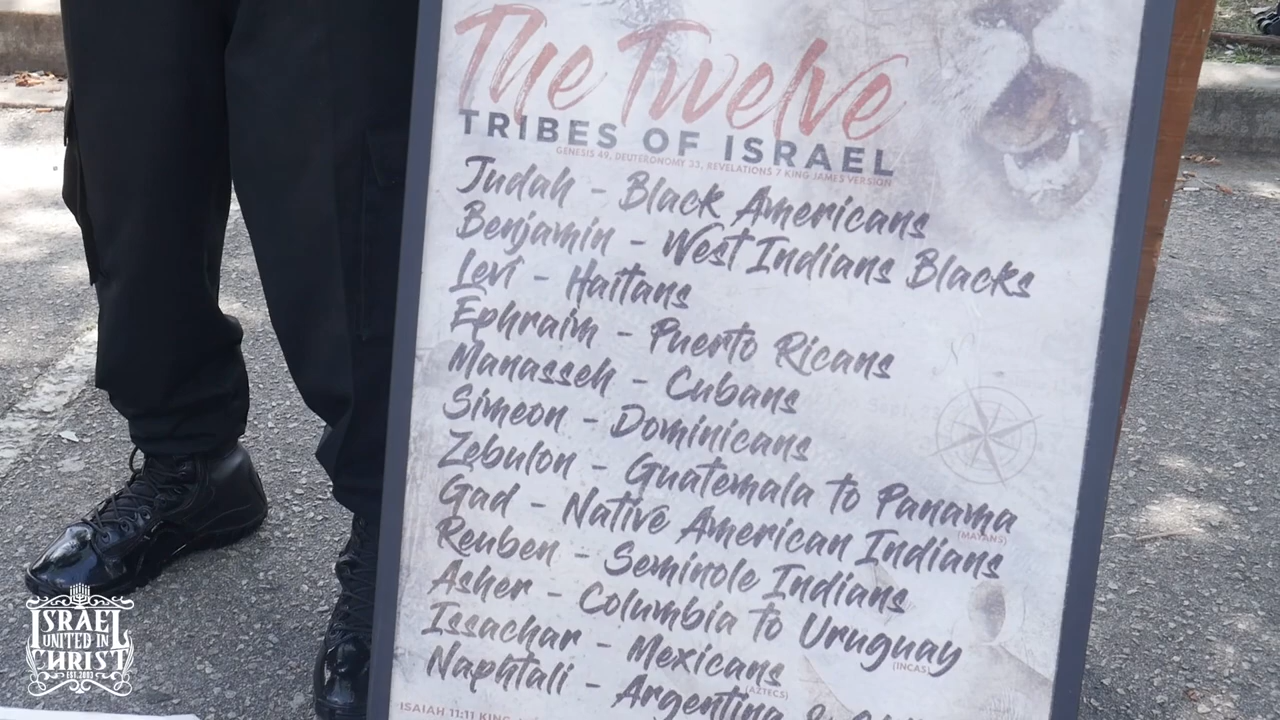 The Twelve
TRIBES OF ISRAEL
GENESIS 49, DEUTERONOMY 33, REVELATIONS 7 KING JAMES VERSION
Judah - Black Americans
Benjamin - West Indians Blacks
Levi - Haitans
Ephraim - Puerto Ricans
Manasseh - Cubans
Simeon - Dominicans
Zebulon - Guatemala to Panama
(MAYANS)
Gad - Native American Indians
Reuben - Seminole Indians
Asher - Columbia to Uruguay
(INCAS)
Issachar - Mexicans
(AZTECS)
Naphtali - Argentina &
ISAIAH 11:11 KING
ISRAEL
UNITED IN
CHRIST
EST. 2003